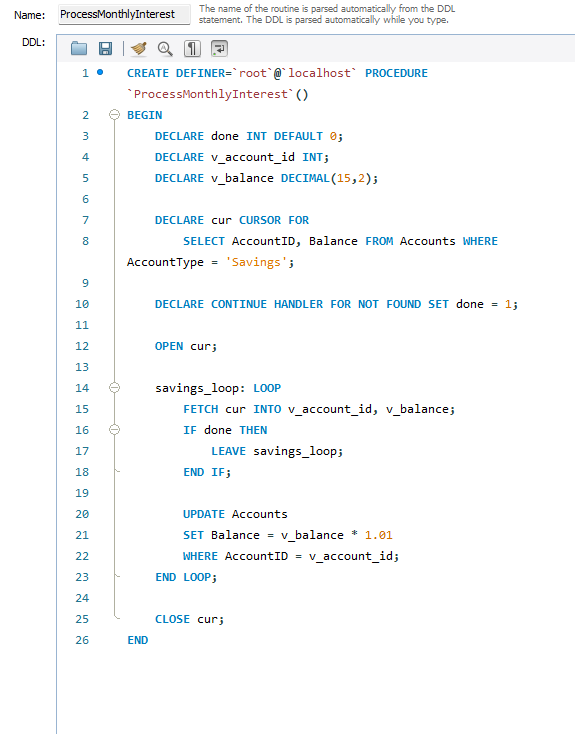 Name: ProcessMonthlyInterest The name of the routine is parsed automatically from the DDL
statement. The DDL is parsed automatically while you type.
DDL:
1 CREATE DEFINER=`root`@`localhost` PROCEDURE
`ProcessMonthlyInterest`()
2 BEGIN
3 DECLARE done INT DEFAULT 0;
4 DECLARE v_account_id INT;
5 DECLARE v_balance DECIMAL(15,2);
6
7 DECLARE cur CURSOR FOR
8 SELECT AccountID, Balance FROM Accounts WHERE
AccountType = 'Savings';
9
10 DECLARE CONTINUE HANDLER FOR NOT FOUND SET done = 1;
11
12 OPEN cur;
13
14 savings_loop: LOOP
15 FETCH cur INTO v_account_id, v_balance;
16 IF done THEN
17 LEAVE savings_loop;
18 END IF;
19
20 UPDATE Accounts
21 SET Balance = v_balance * 1.01
22 WHERE AccountID = v_account_id;
23 END LOOP;
24
25 CLOSE cur;
26 END